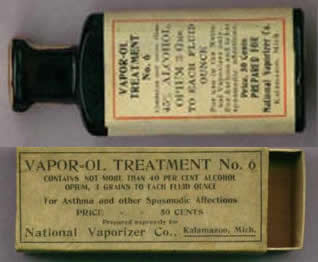 VAPOR-OL
TREATMENT
No. 6
45% ALCOHOL
OPIUM 3 Grs.
TO EACH FLUID
OUNCE
Price, 50 Cents
PREPARED FOR
National Vaporizer Co.
Kalamazoo, Mich.
VAPOR-OL TREATMENT No. 6
CONTAINS NOT MORE THAN 40 PER CENT ALCOHOL
OPIUM, 3 GRAINS TO EACH FLUID OUNCE
For Asthma and other Spasmodic Affections
PRICE - - 50 CENTS
Prepared expressly for
National Vaporizer Co., Kalamazoo, Mich.